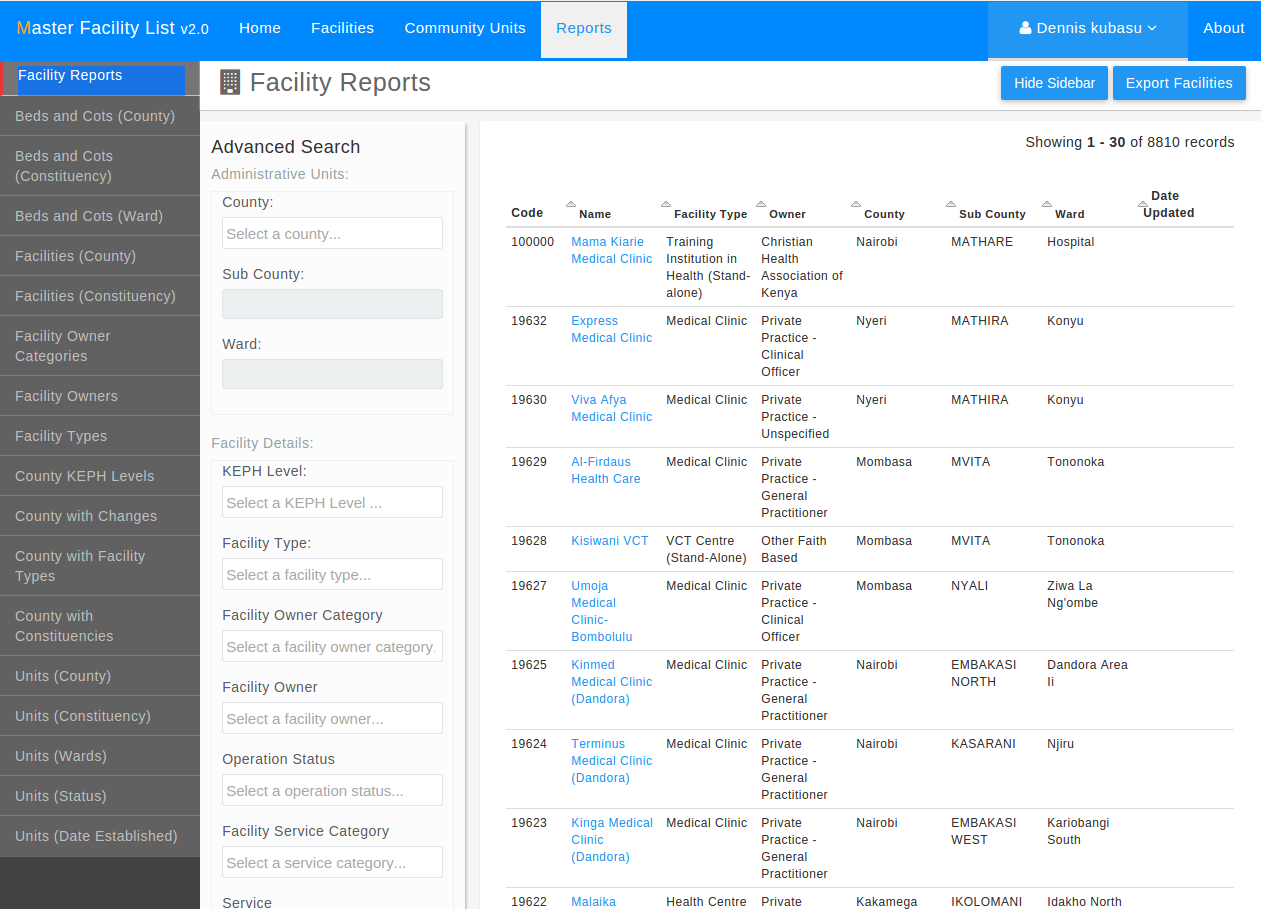 Master Facility List v2.0 Home Facilities Community Units Reports Dennis kubasu About
Facility Reports
Beds and Cots (County)
Beds and Cots
(Constituency)
Beds and Cots (Ward)
Facilities (County)
Facilities (Constituency)
Facility Owner
Categories
Facility Owners
Facility Types
County KEPH Levels
County with Changes
County with Facility
Types
County with
Constituencies
Units (County)
Units (Constituency)
Units (Wards)
Units (Status)
Units (Date Established)
Facility Reports
Hide Sidebar Export Facilities
Advanced Search
Administrative Units:
County:
Select a county...
Sub County:
Ward:
Facility Details:
KEPH Level:
Select a KEPH Level ...
Facility Type:
Select a facility type...
Facility Owner Category
Select a facility owner category.
Facility Owner
Select a facility owner...
Operation Status
Select a operation status...
Facility Service Category
Select a service category...
Service
Showing 1 - 30 of 8810 records
Code Name Facility Type Owner County Sub County Ward Date
Updated
100000 Mama Kiarie Training Christian Nairobi MATHARE Hospital
Medical Clinic Institution in Health
Health (Stand- Association of
alone) Kenya
19632 Express Medical Clinic Private Nyeri MATHIRA Konyu
Medical Clinic Practice -
Clinical
Officer
19630 Viva Afya Medical Clinic Private Nyeri MATHIRA Konyu
Medical Clinic Practice -
Unspecified
19629 Al-Firdaus Medical Clinic Private Mombasa MVITA Tononoka
Health Care Practice -
General
Practitioner
19628 Kisiwani VCT VCT Centre Other Faith Mombasa MVITA Tononoka
(Stand-Alone) Based
19627 Umoja Medical Clinic Private Mombasa NYALI Ziwa La
Medical Practice - Ng'ombe
Clinic- Clinical
Bombolulu Officer
19625 Kinmed Medical Clinic Private Nairobi EMBAKASI Dandora Area
Medical Clinic Practice - NORTH Ii
(Dandora) General
Practitioner
19624 Terminus Medical Clinic Private Nairobi KASARANI Njiru
Medical Clinic Practice -
(Dandora) General
Practitioner
19623 Kinga Medical Medical Clinic Private Nairobi EMBAKASI Kariobangi
Clinic Practice - WEST South
(Dandora) General
Practitioner
19622 Malaika Health Centre Private Kakamega IKOLOMANI Idakho North